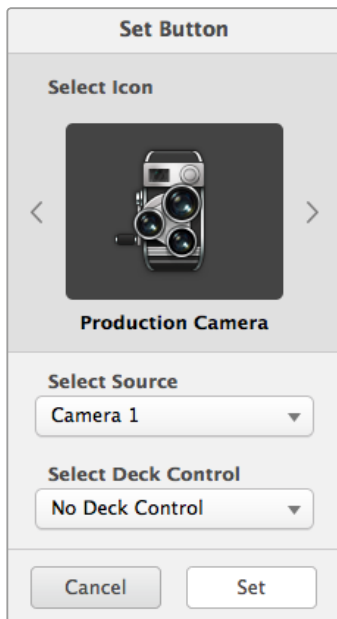 Set Button
Select Icon
Production Camera
Select Source
Camera 1
Select Deck Control
No Deck Control
Cancel Set